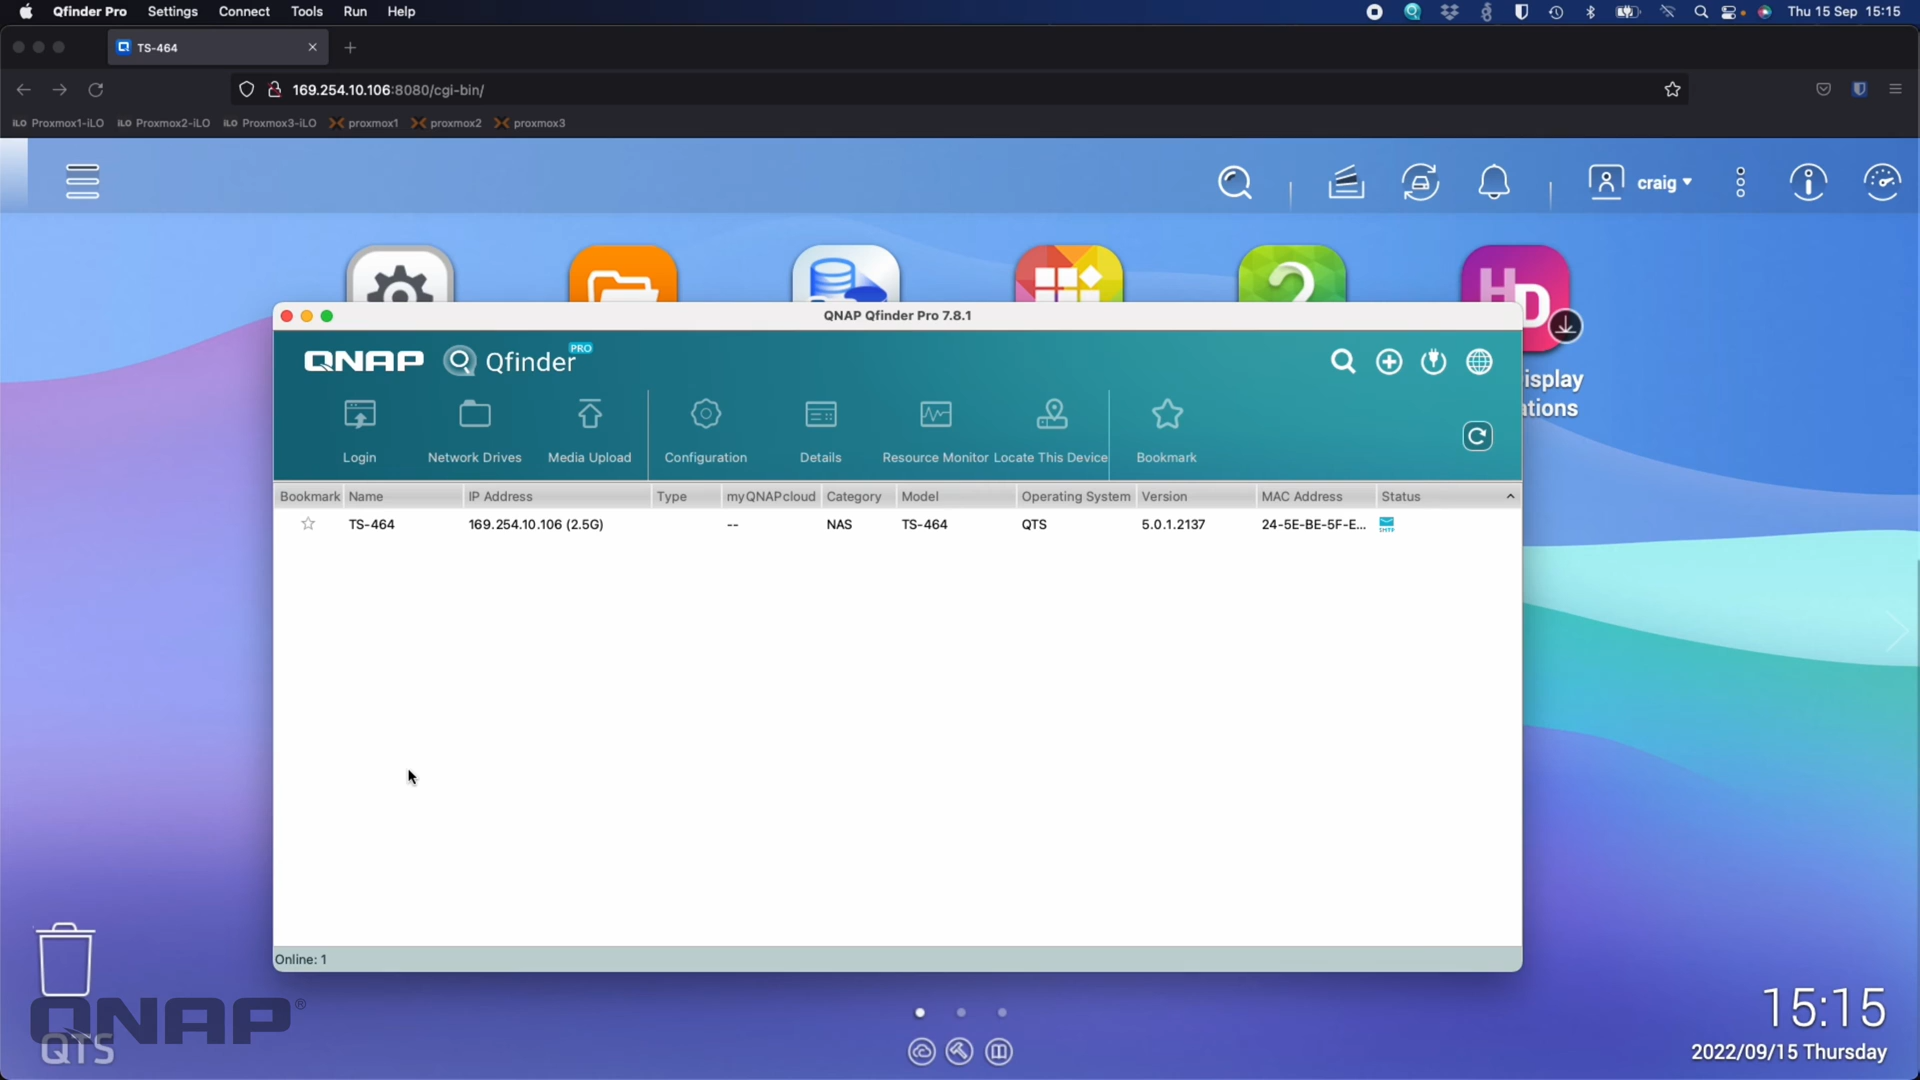 Qfinder Pro Settings Connect Tools Run Help Thu 15 Sep 15:15
TS-464
169.254.10.106:8080/cgi-bin/
iLO Proxmox1-iLO iLO Proxmox2-iLO iLO Proxmox3-iLO proxmox1 proxmox2 proxmox3
craig
HD
isplay
ations
QNAP Qfinder Pro 7.8.1
QNAP Qfinder PRO
Login Network Drives Media Upload Configuration Details Resource Monitor Locate This Device Bookmark
Bookmark Name IP Address Type myQNAPcloud Category Model Operating System Version MAC Address Status
TS-464 169.254.10.106 (2.5G) -- NAS TS-464 QTS 5.0.1.2137 24-5E-BE-5F-E...
Online: 1
QNAP®
QTS
15:15
2022/09/15 Thursday